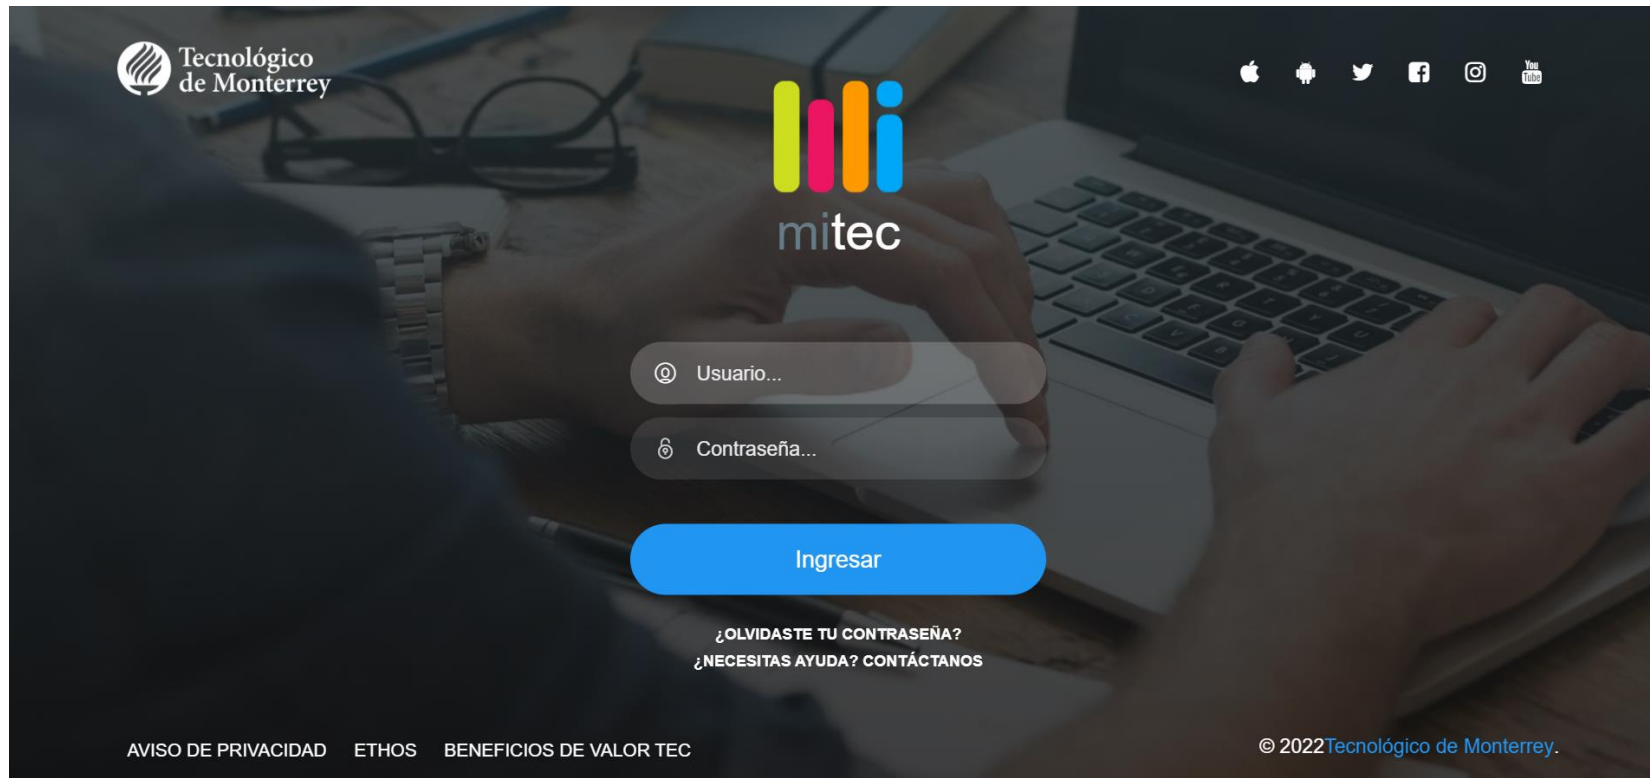 Tecnológico
de Monterrey
You
Tube
mitec
Usuario...
Contraseña...
Ingresar
¿OLVIDASTE TU CONTRASEÑA?
¿NECESITAS AYUDA? CONTÁCTANOS
AVISO DE PRIVACIDAD ETHOS BENEFICIOS DE VALOR TEC
© 2022Tecnológico de Monterrey.